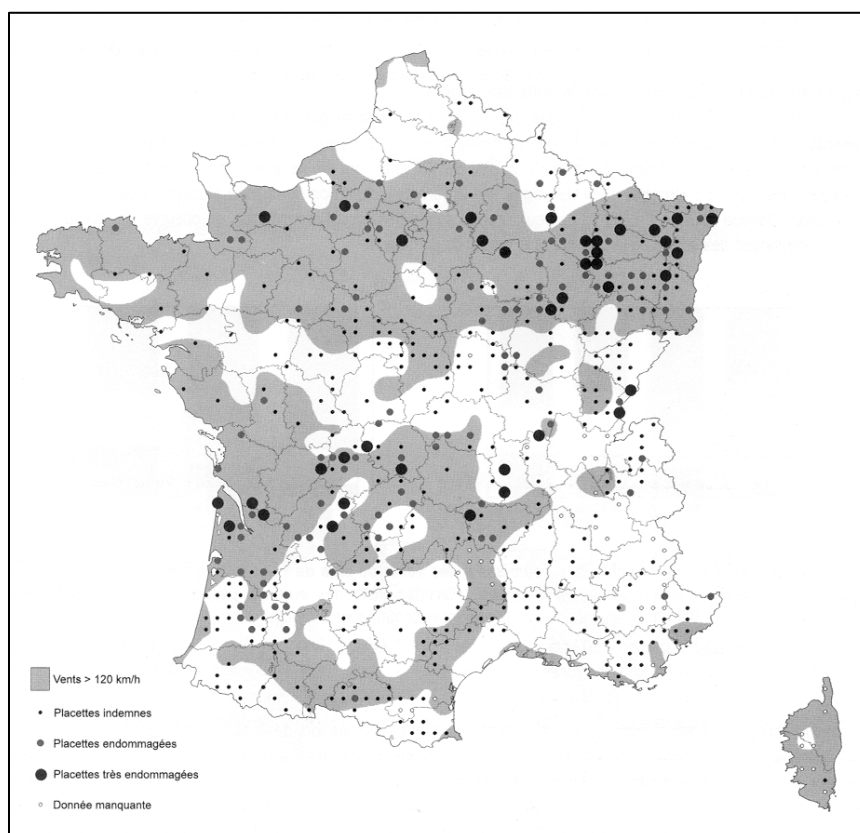 Vents > 120 km/h
Placettes indemnes
Placettes endommagées
Placettes très endommagées
Donnée manquante